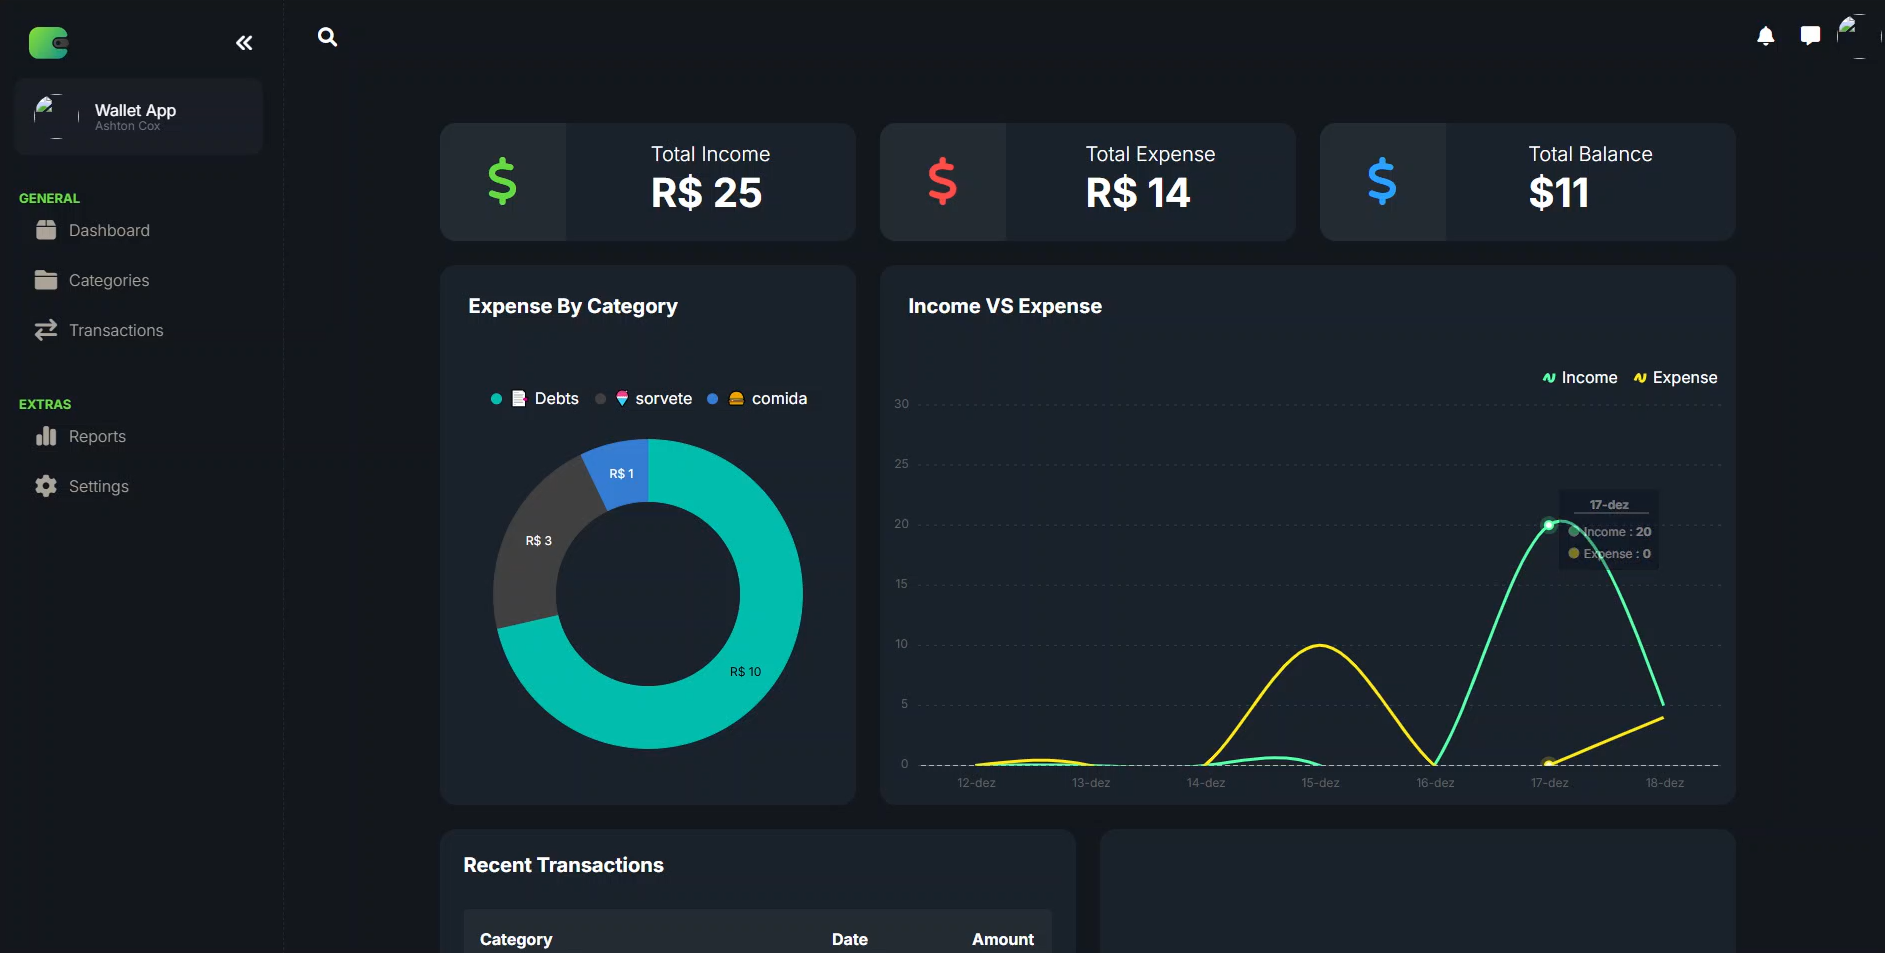 Wallet App
Ashton Cox
GENERAL
Dashboard
Categories
Transactions
EXTRAS
Reports
Settings
Total Income
R$ 25
Total Expense
R$ 14
Total Balance
$11
Expense By Category
Debts sorvete comida
R$ 1
R$ 3
R$ 10
Income VS Expense
Income Expense
30
25
20
15
10
5
0
17-dez
Income : 20
Expense : 0
12-dez 13-dez 14-dez 15-dez 16-dez 17-dez 18-dez
Recent Transactions
Category Date Amount